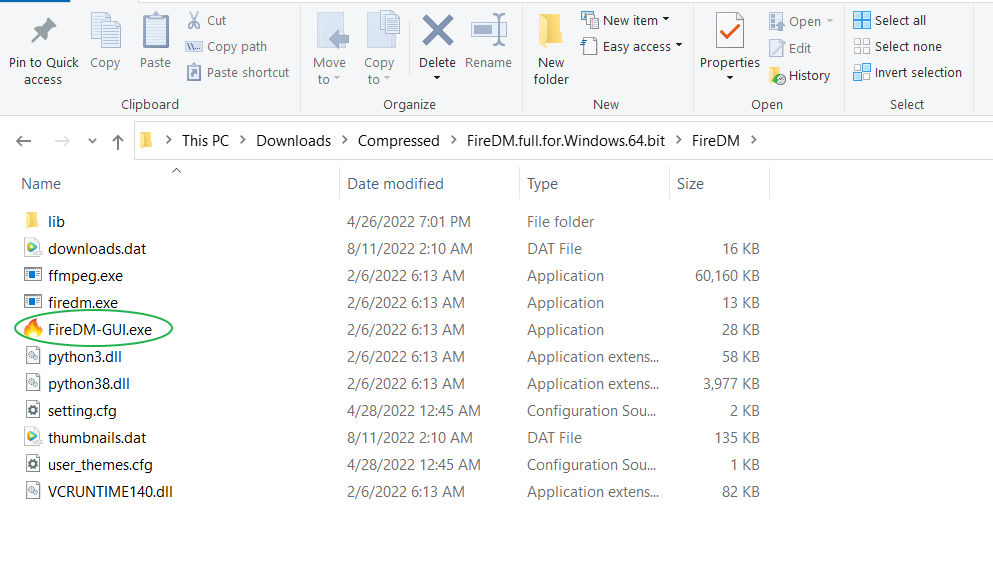 Pin to Quick access
Copy
Paste
Cut
Copy path
Paste shortcut
Clipboard
Move to
Copy to
Delete
Rename
Organize
New folder
New item
Easy access
New
Properties
Open
Edit
History
Open
Select all
Select none
Invert selection
Select
This PC > Downloads > Compressed > FireDM.full.for.Windows.64.bit > FireDM >
Name Date modified Type Size
lib 4/26/2022 7:01 PM File folder
downloads.dat 8/11/2022 2:10 AM DAT File 16 KB
ffmpeg.exe 2/6/2022 6:13 AM Application 60,160 KB
firedm.exe 2/6/2022 6:13 AM Application 13 KB
FireDM-GUI.exe 2/6/2022 6:13 AM Application 28 KB
python3.dll 2/6/2022 6:13 AM Application extens... 58 KB
python38.dll 2/6/2022 6:13 AM Application extens... 3,977 KB
setting.cfg 4/28/2022 12:45 AM Configuration Sou... 2 KB
thumbnails.dat 8/11/2022 2:10 AM DAT File 135 KB
user_themes.cfg 4/28/2022 12:45 AM Configuration Sou... 1 KB
VCRUNTIME140.dll 2/6/2022 6:13 AM Application extens... 82 KB